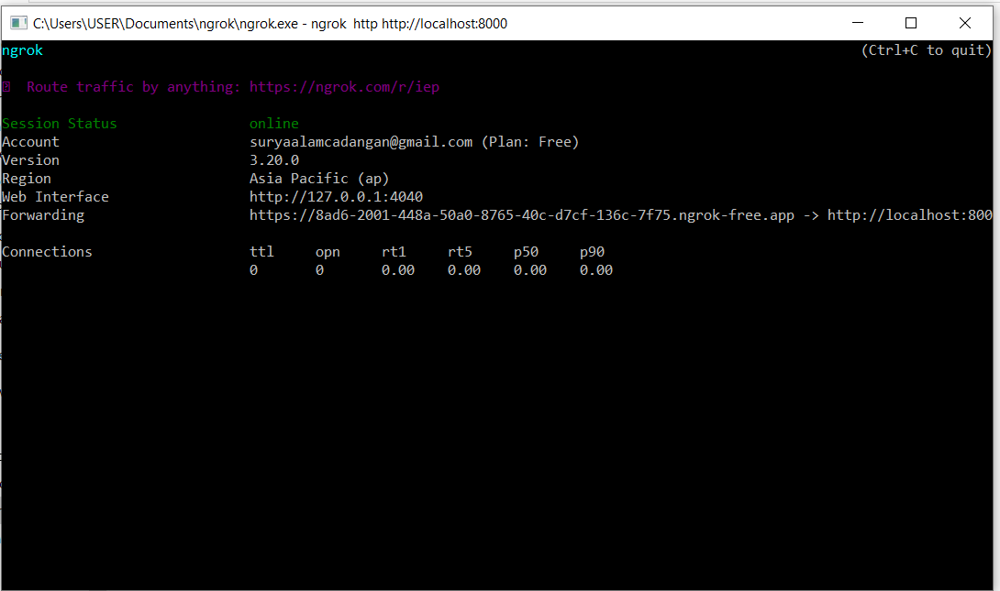 C:\Users\USER\Documents\ngrok\ngrok.exe - ngrok  http http://localhost:8000
ngrok (Ctrl+C to quit)
Route traffic by anything: https://ngrok.com/r/iep
Session Status online
Account suryaalamcadangan@gmail.com (Plan: Free)
Version 3.20.0
Region Asia Pacific (ap)
Web Interface http://127.0.0.1:4040
Forwarding https://8ad6-2001-448a-50a0-8765-40c-d7cf-136c-7f75.ngrok-free.app -> http://localhost:800
Connections ttl opn rt1 rt5 p50 p90
0 0 0.00 0.00 0.00 0.00